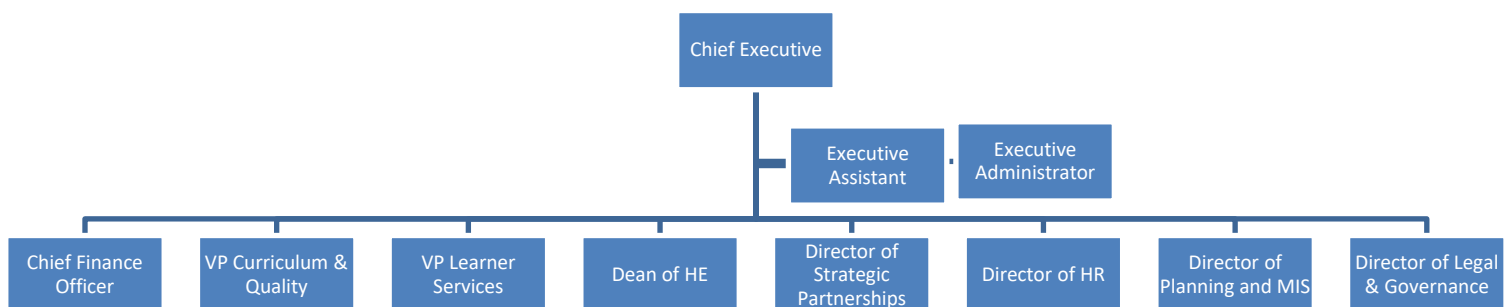 Chief Executive
Executive
Assistant
Executive
Administrator
Chief Finance
Officer
VP Curriculum &
Quality
VP Learner
Services
Dean of HE
Director of
Strategic
Partnerships
Director of HR
Director of
Planning and MIS
Director of Legal
& Governance